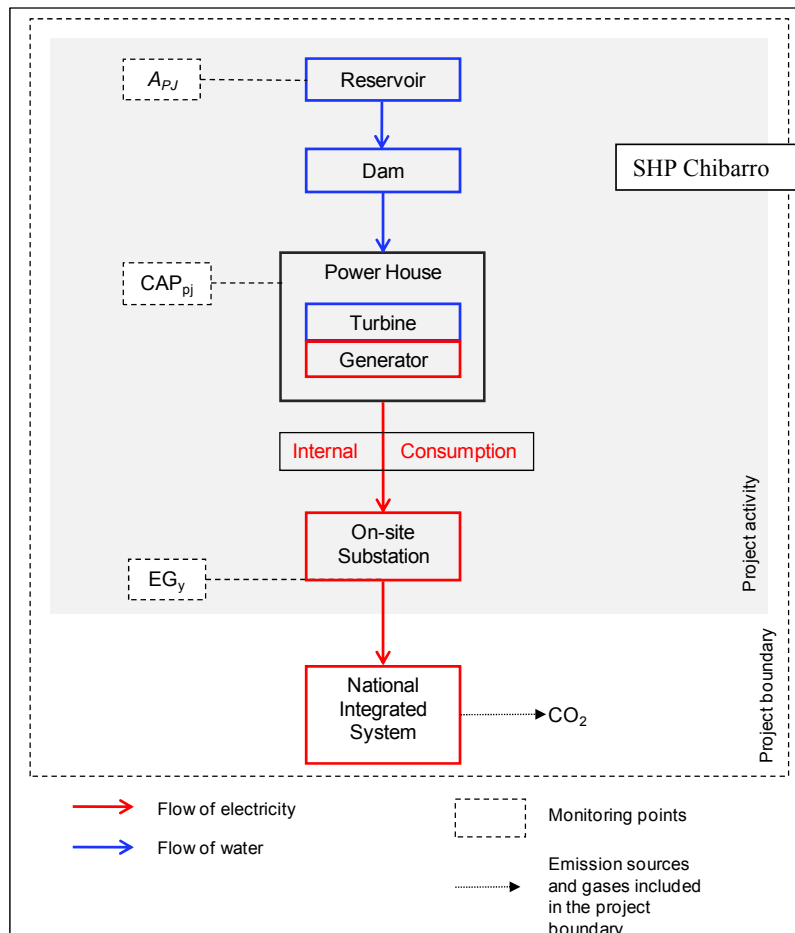 A_PJ
Reservoir
Dam
SHP Chibarro
Power House
CAP_pj
Turbine
Generator
Internal Consumption
On-site
Substation
EG_y
Project activity
National
Integrated
System
CO₂
Project boundary
Flow of electricity
Flow of water
Monitoring points
Emission sources
and gases included
in the project
boundary